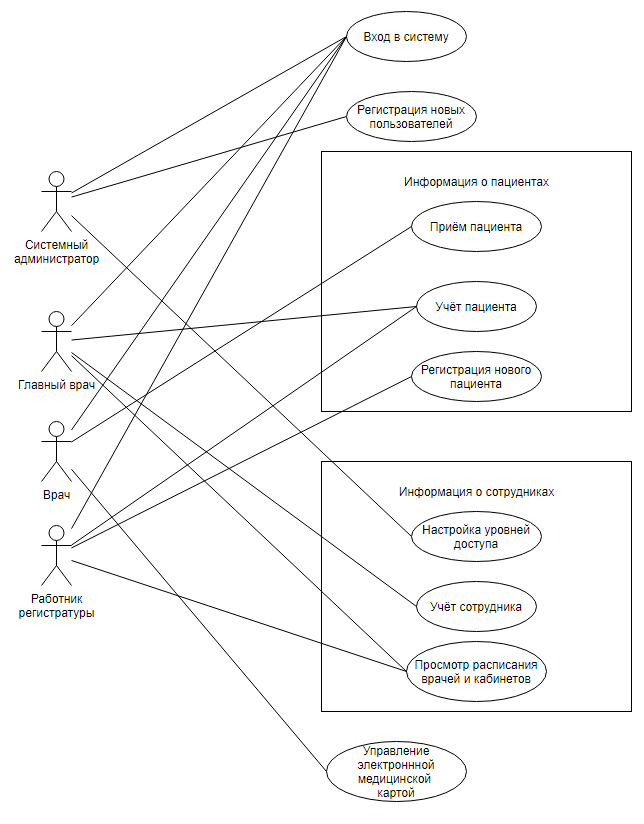 Вход в систему
Регистрация новых
пользователей
Информация о пациентах
Системный
администратор
Приём пациента
Учёт пациента
Главный врач
Регистрация нового
пациента
Врач
Информация о сотрудниках
Настройка уровней
доступа
Работник
регистратуры
Учёт сотрудника
Просмотр расписания
врачей и кабинетов
Управление
электроннной
медицинской
картой